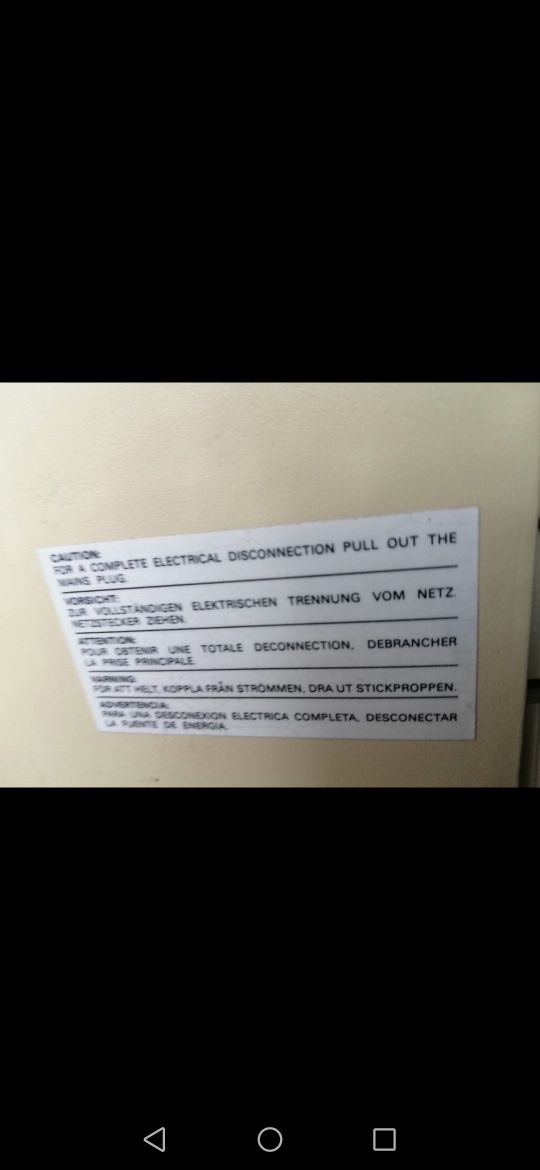 CAUTION:
FOR A COMPLETE ELECTRICAL DISCONNECTION PULL OUT THE
MAINS PLUG.
VORSICHT:
ZUR VOLLSTÄNDIGEN ELEKTRISCHEN TRENNUNG VOM NETZ.
NETZSTECKER ZIEHEN.
ATTENTION:
POUR OBTENIR UNE TOTALE DECONNECTION, DEBRANCHER
LA PRISE PRINCIPALE.
VARNING:
FÖR ATT HELT, KOPPLA FRÅN STRÖMMEN, DRA UT STICKPROPPEN.
ADVERTENCIA:
PARA UNA DESCONEXION ELECTRICA COMPLETA, DESCONECTAR
LA FUENTE DE ENERGIA.